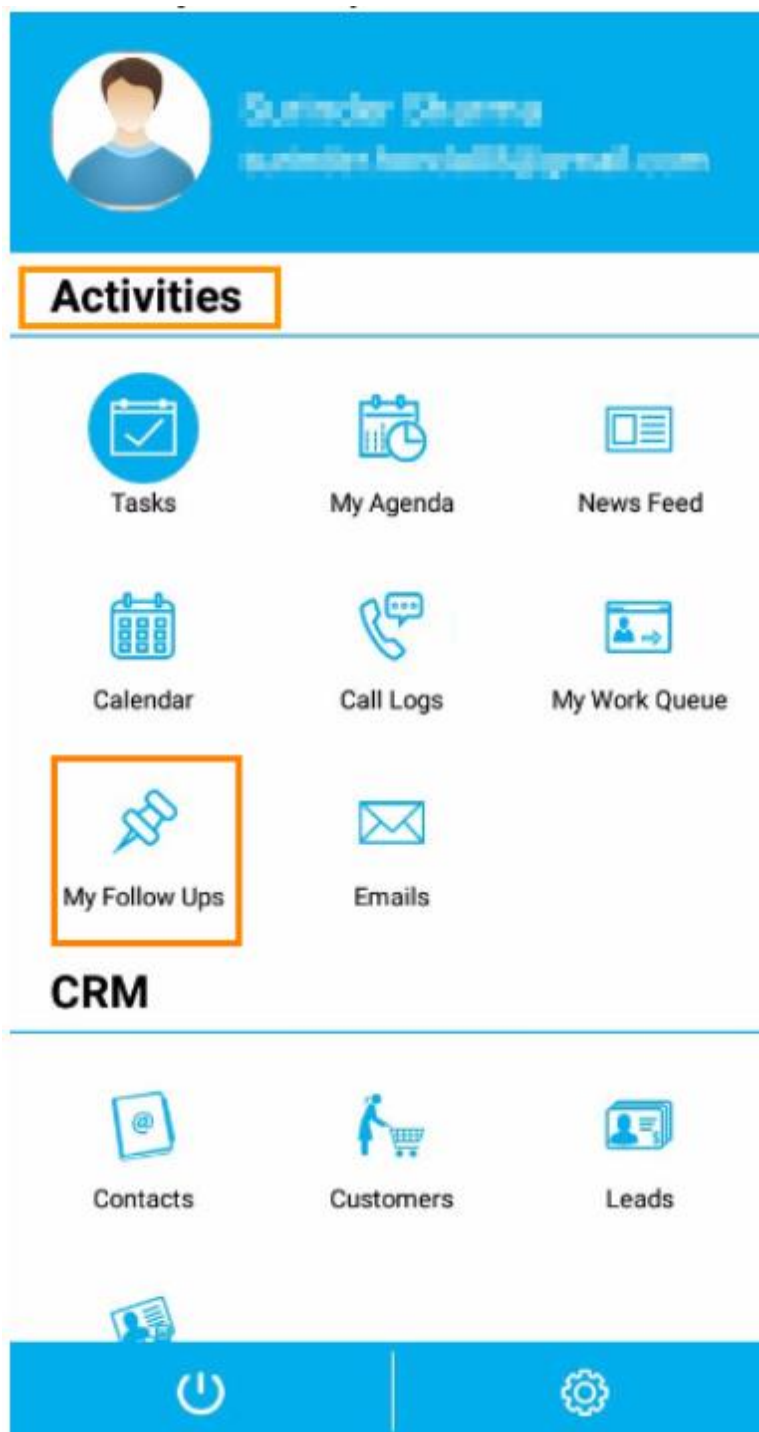 Activities
Tasks
My Agenda
News Feed
Calendar
Call Logs
My Work Queue
My Follow Ups
Emails
CRM
@
Contacts
Customers
Leads